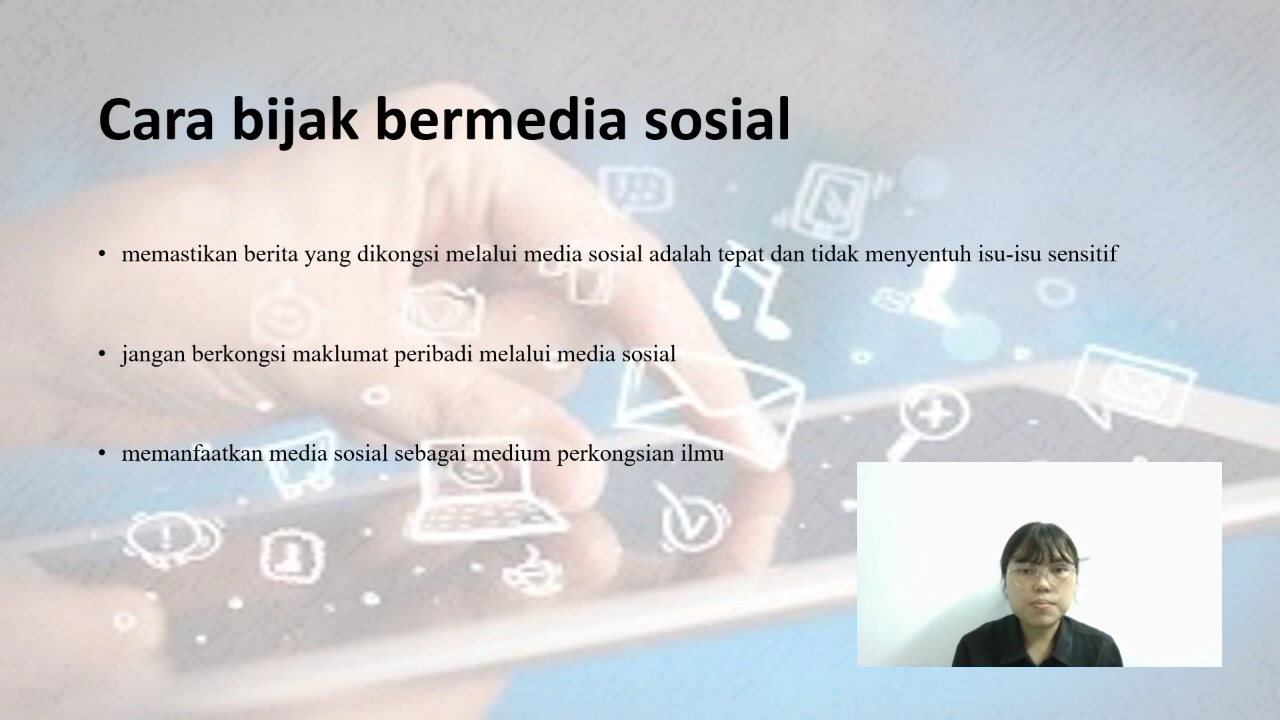 Cara bijak bermedia sosial
• memastikan berita yang dikongsi melalui media sosial adalah tepat dan tidak menyentuh isu-isu sensitif
• jangan berkongsi maklumat peribadi melalui media sosial
• memanfaatkan media sosial sebagai medium perkongsian ilmu